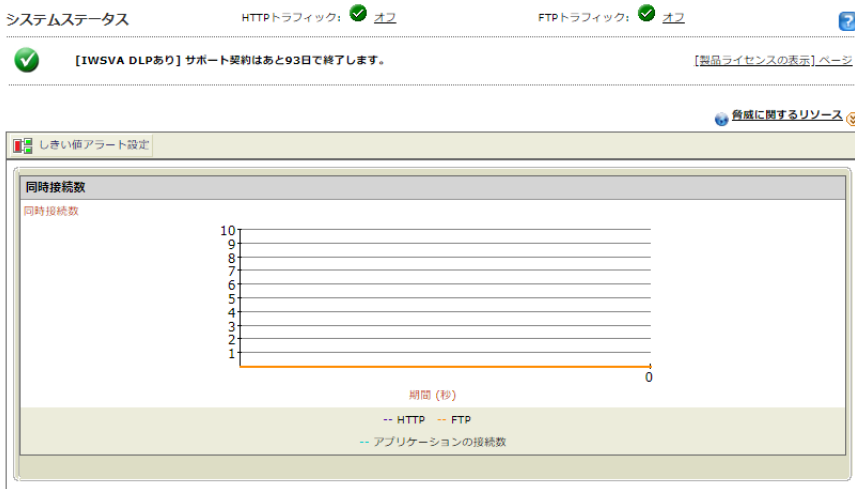 システムステータス HTTPトラフィック: オフ FTPトラフィック: オフ
[IWSVA DLPあり] サポート契約はあと93日で終了します。 [製品ライセンスの表示] ページ
脅威に関するリソース
しきい値アラート設定
同時接続数
同時接続数
10
9
8
7
6
5
4
3
2
1
0
期間 (秒)
-- HTTP -- FTP
-- アプリケーションの接続数